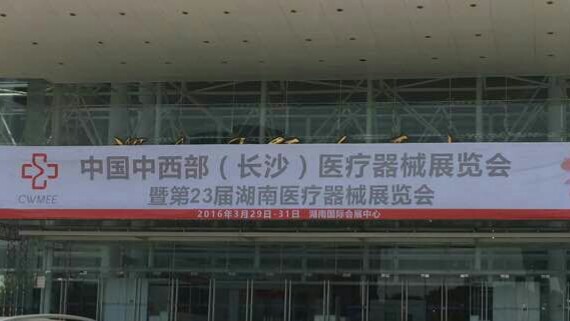 中国中西部（长沙）医疗器械展览会
CWMEE
暨第23届湖南医疗器械展览会
2016年3月29日-31日 湖南国际会展中心